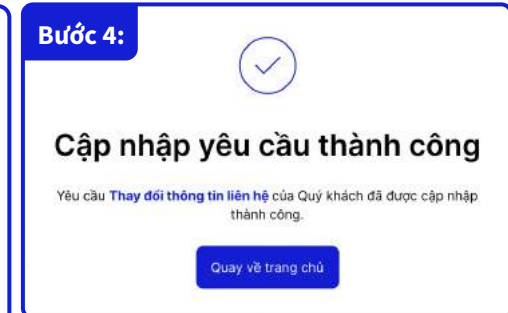 Bước 4:
Cập nhập yêu cầu thành công
Yêu cầu Thay đổi thông tin liên hệ của Quý khách đã được cập nhập
thành công.
Quay về trang chủ